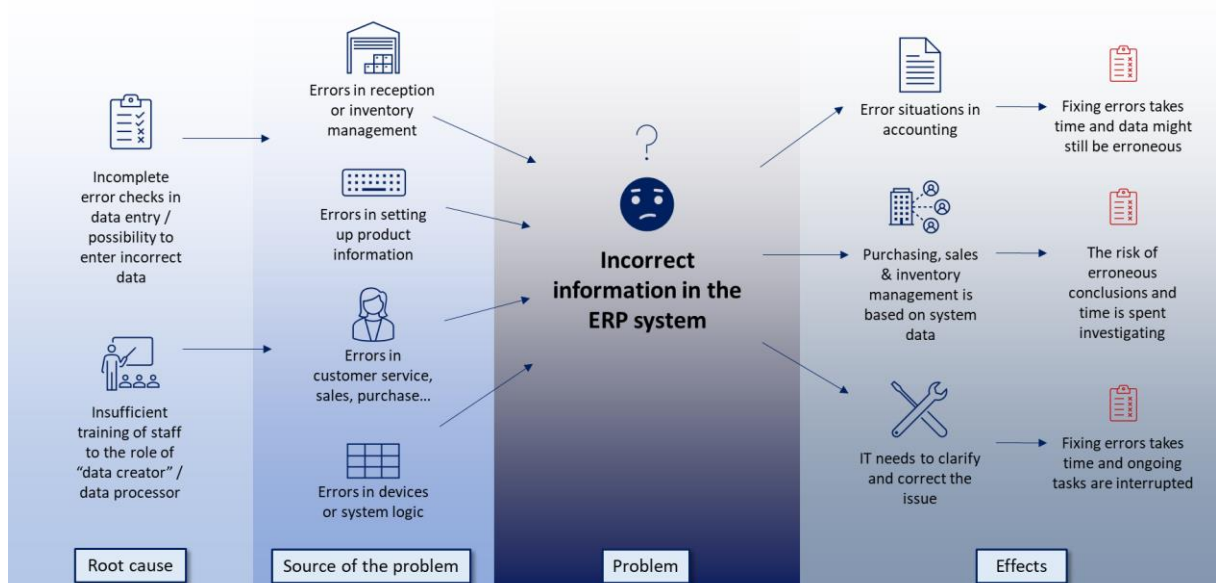 Incomplete
error checks in
data entry /
possibility to
enter incorrect
data
Insufficient
training of staff
to the role of
“data creator” /
data processor
Root cause
Errors in reception
or inventory
management
Errors in setting
up product
information
Errors in
customer service,
sales, purchase...
Errors in devices
or system logic
Source of the problem
?
Incorrect
information in the
ERP system
Problem
Error situations in
accounting
Fixing errors takes
time and data might
still be erroneous
Purchasing, sales
& inventory
management is
based on system
data
The risk of
erroneous
conclusions and
time is spent
investigating
IT needs to clarify
and correct the
issue
Fixing errors takes
time and ongoing
tasks are interrupted
Effects